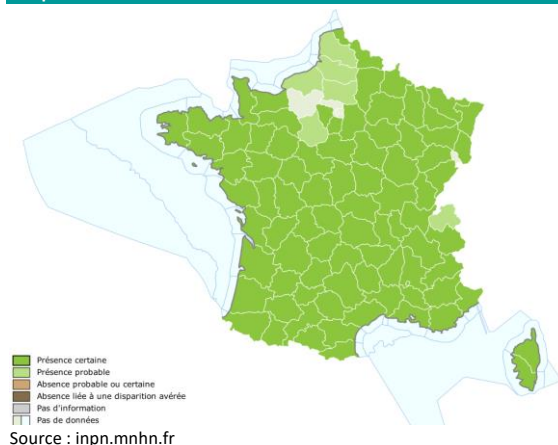 Présence certaine
Présence probable
Absence probable ou certaine
Absence liée à une disparition avérée
Pas d'information
Pas de données
Source : inpn.mnhn.fr